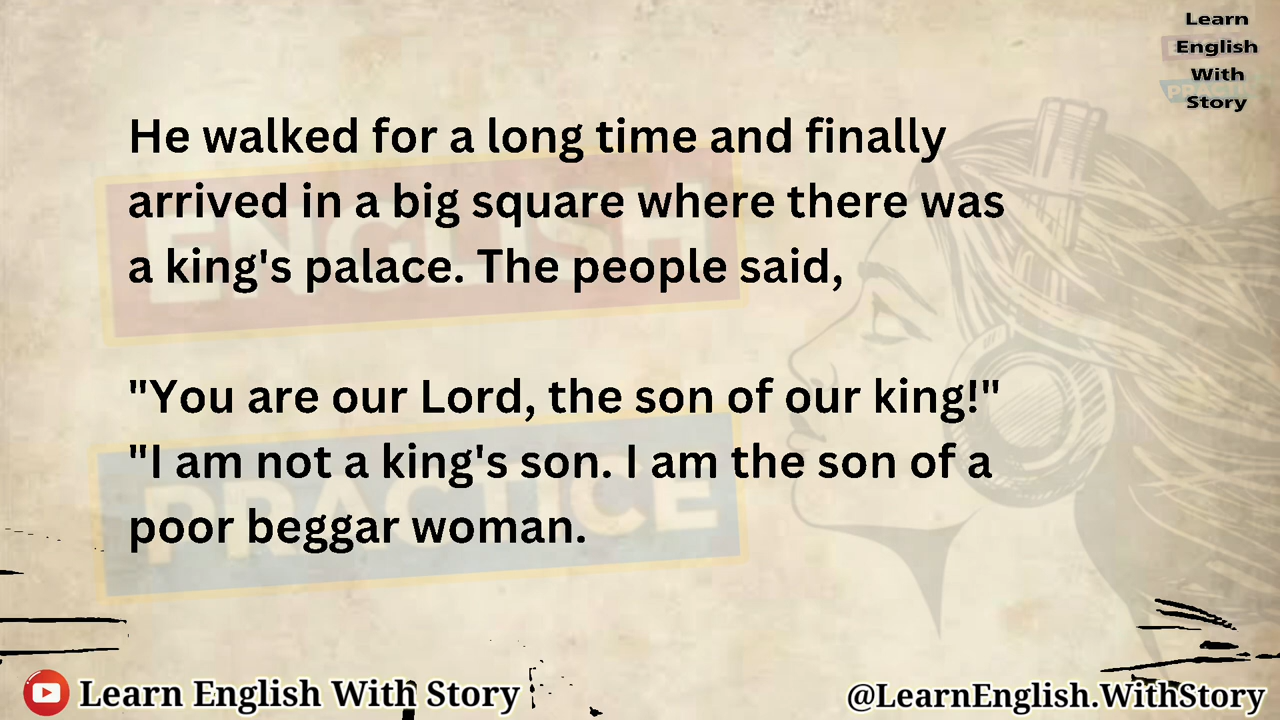 Learn
English
With
Story
He walked for a long time and finally
arrived in a big square where there was
a king's palace. The people said,
"You are our Lord, the son of our king!"
"I am not a king's son. I am the son of a
poor beggar woman.
ENGLISH
PRACTICE
Learn English With Story
@LearnEnglish.WithStory